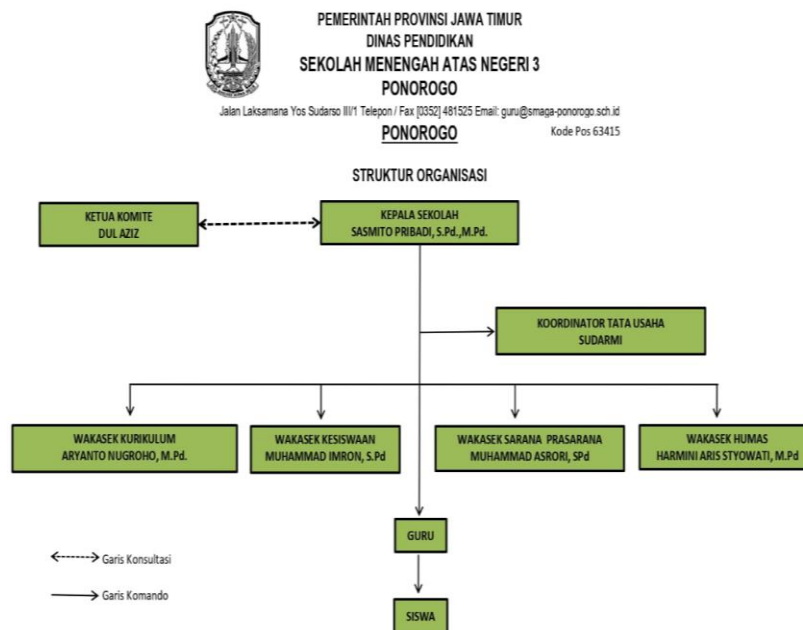 PEMERINTAH PROVINSI JAWA TIMUR
DINAS PENDIDIKAN
SEKOLAH MENENGAH ATAS NEGERI 3
PONOROGO
Jalan Laksamana Yos Sudarso III/1 Telepon / Fax [0352] 481525 Email: guru@smaga-ponorogo.sch.id
PONOROGO Kode Pos 63415
STRUKTUR ORGANISASI
KETUA KOMITE
DUL AZIZ
KEPALA SEKOLAH
SASMITO PRIBADI, S.Pd.,M.Pd.
KOORDINATOR TATA USAHA
SUDARMI
WAKASEK KURIKULUM
ARYANTO NUGROHO, M.Pd.
WAKASEK KESISWAAN
MUHAMMAD IMRON, S.Pd
WAKASEK SARANA PRASARANA
MUHAMMAD ASRORI, SPd
WAKASEK HUMAS
HARMINI ARIS STYOWATI, M.Pd
GURU
SISWA
Garis Konsultasi
Garis Komando